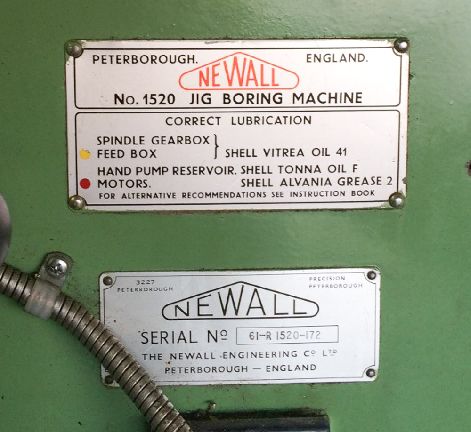 PETERBOROUGH. ENGLAND.
NEWALL
No. 1520 JIG BORING MACHINE
CORRECT LUBRICATION
SPINDLE GEARBOX
FEED BOX } SHELL VITREA OIL 41
HAND PUMP RESERVOIR. SHELL TONNA OIL F
MOTORS. SHELL ALVANIA GREASE 2
FOR ALTERNATIVE RECOMMENDATIONS SEE INSTRUCTION BOOK
3227 PRECISION
PETERBOROUGH PETERBOROUGH
NEWALL
SERIAL No 61-R 1520-172
THE NEWALL ENGINEERING Co LTD
PETERBOROUGH — ENGLAND